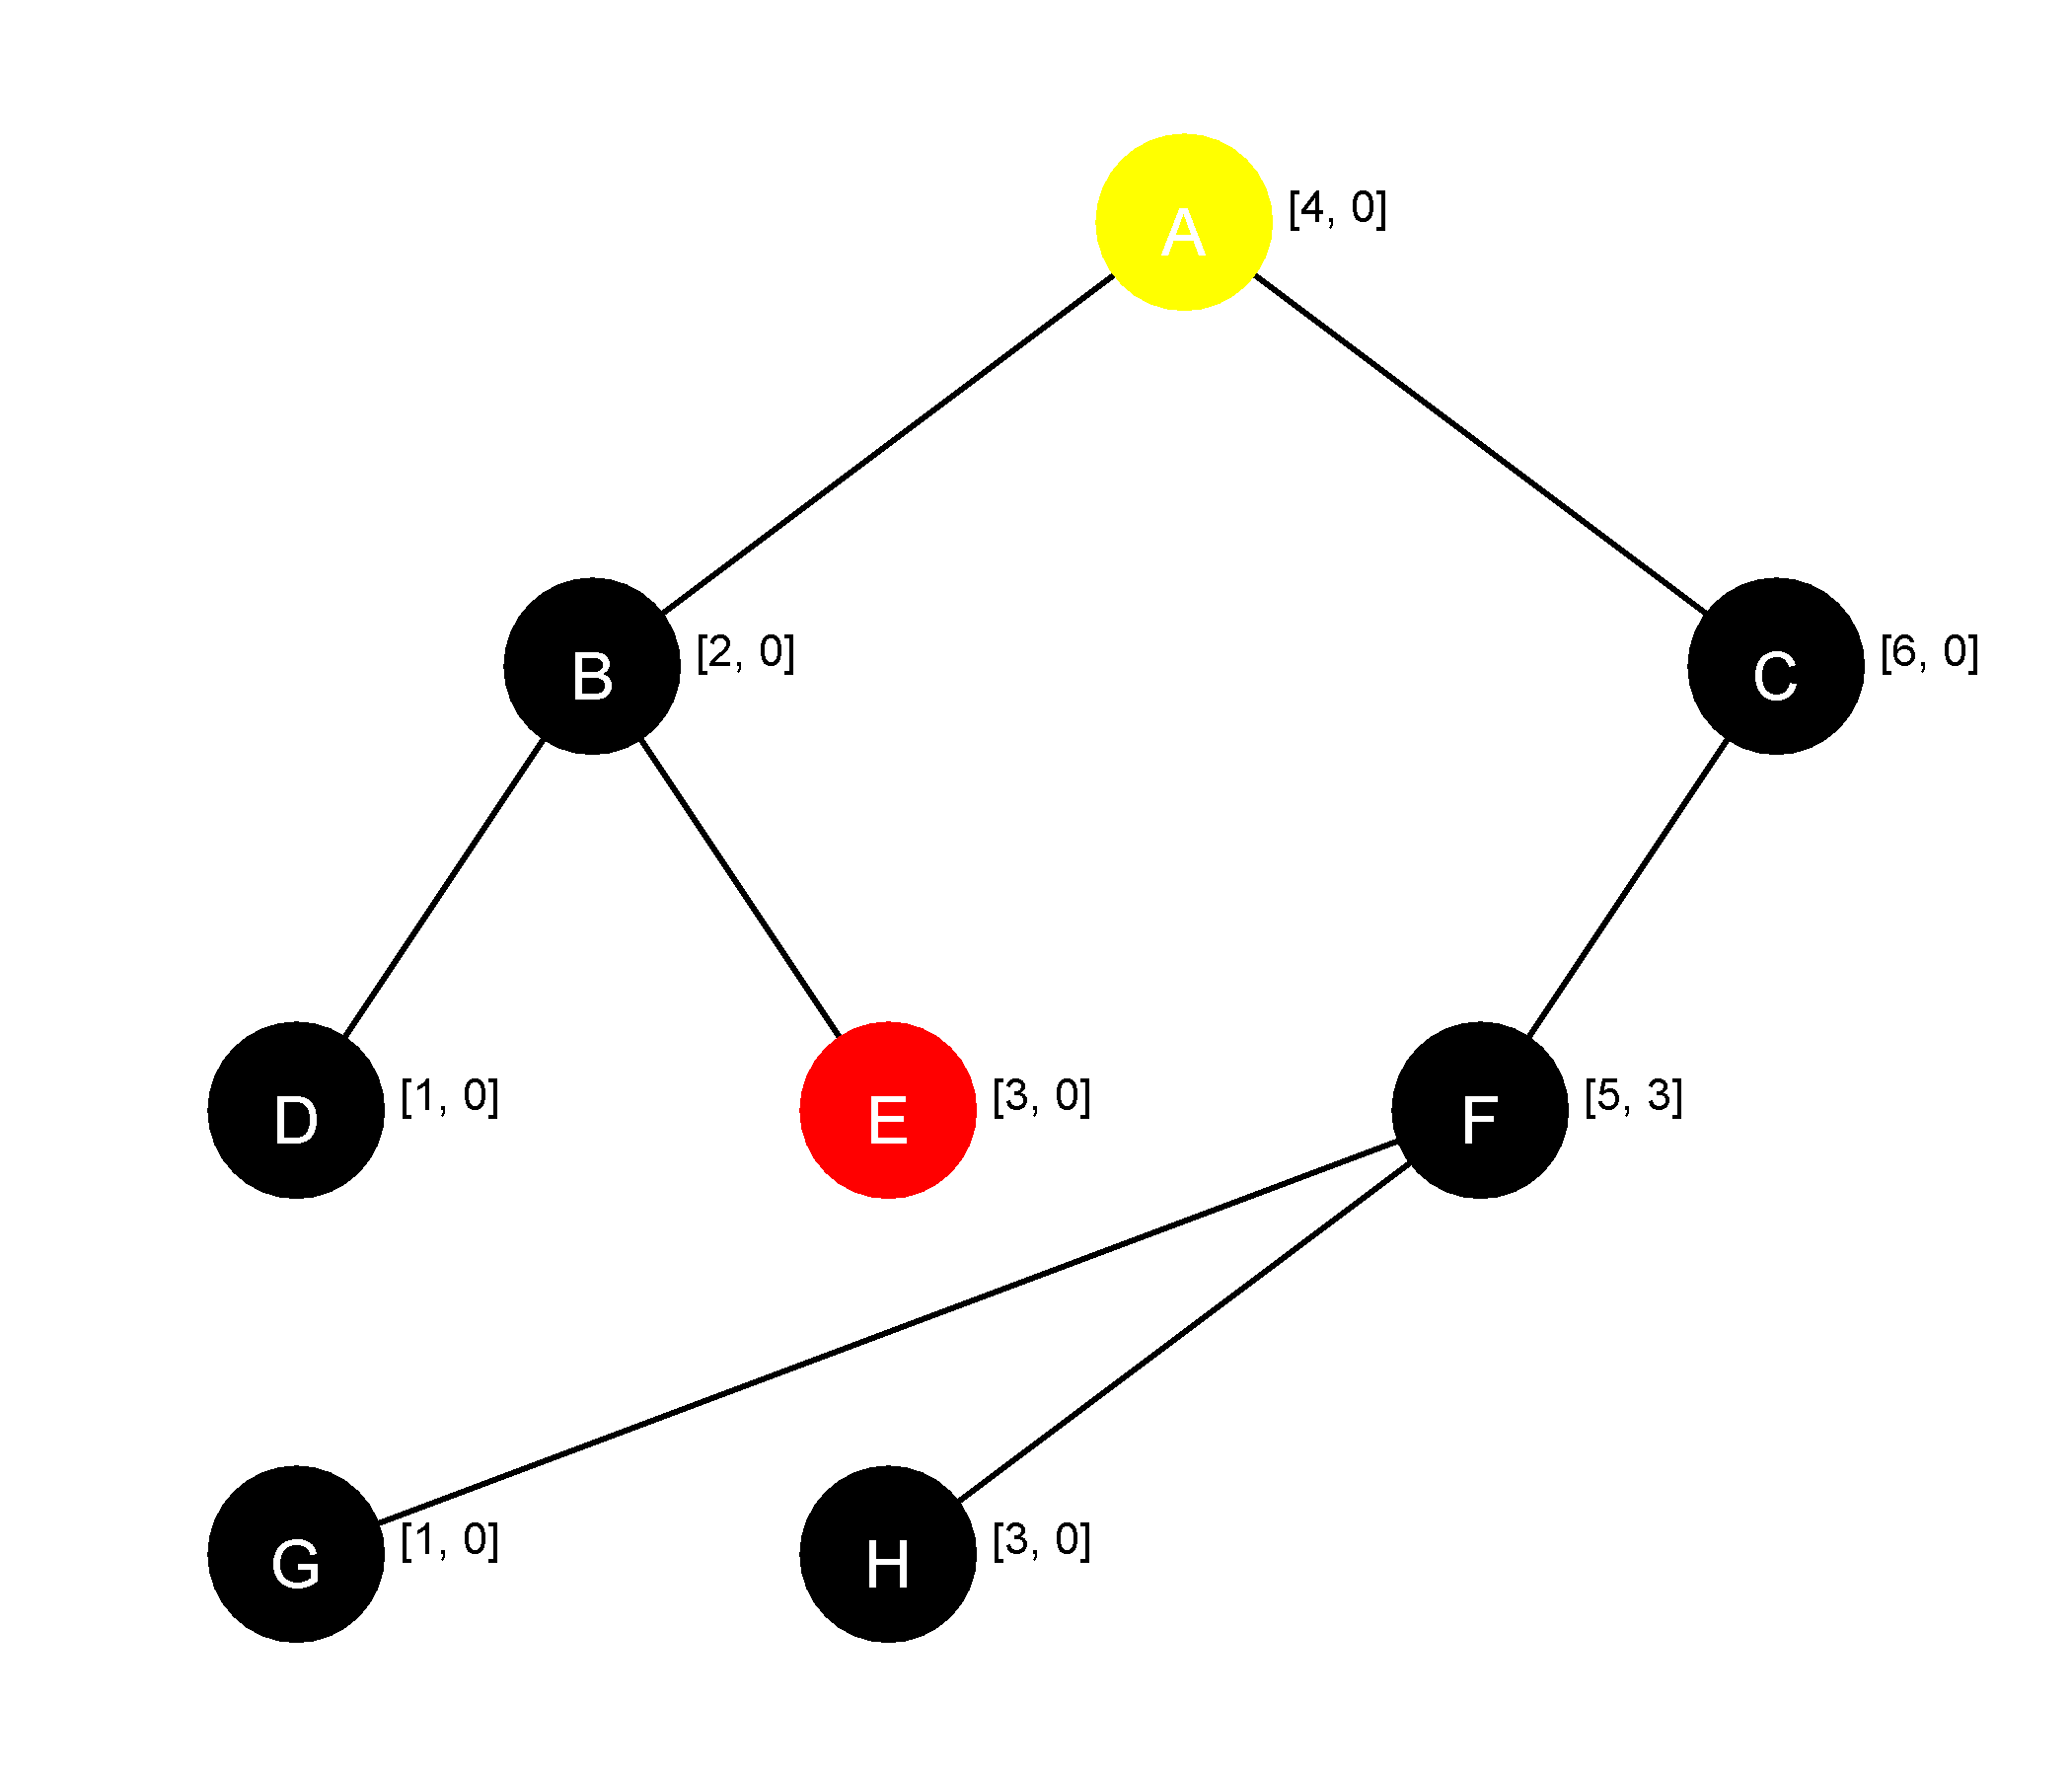 A [4, 0]
B [2, 0] C [6, 0]
D [1, 0] E [3, 0] F [5, 3]
G [1, 0] H [3, 0]